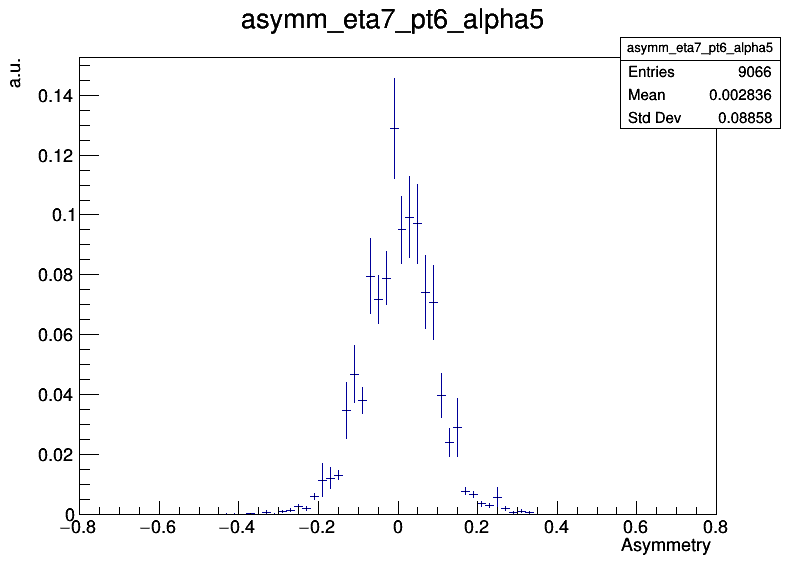 asymm_eta7_pt6_alpha5
asymm_eta7_pt6_alpha5
Entries 9066
Mean 0.002836
Std Dev 0.08858
a.u.
0.14
0.12
0.1
0.08
0.06
0.04
0.02
0
−0.8 −0.6 −0.4 −0.2 0 0.2 0.4 0.6 0.8
Asymmetry